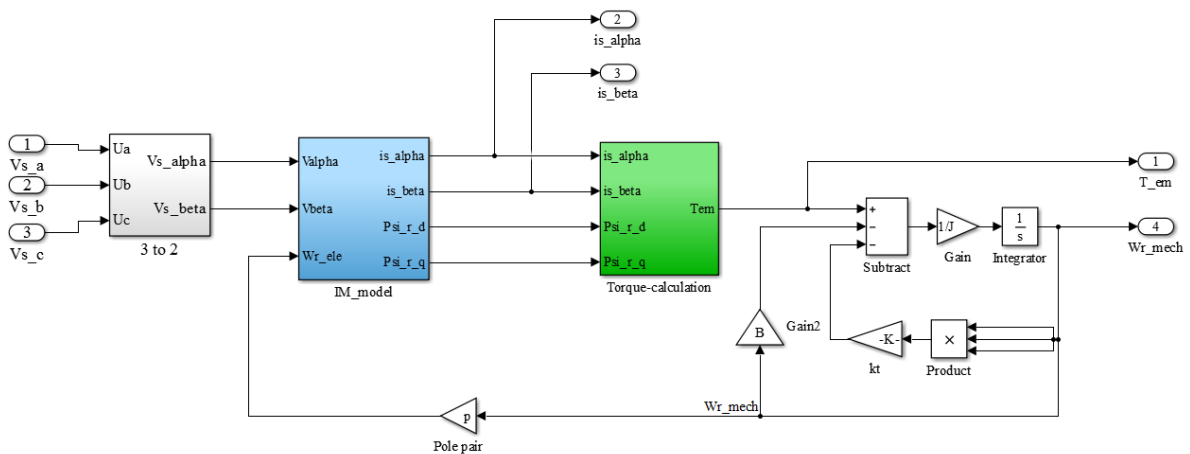 2
is_alpha
3
is_beta
1
Vs_a
2
Vs_b
3
Vs_c
Ua
Ub
Uc
Vs_alpha
Vs_beta
3 to 2
Valpha
Vbeta
Wr_ele
is_alpha
is_beta
Psi_r_d
Psi_r_q
IM_model
is_alpha
is_beta
Psi_r_d
Psi_r_q
Tem
Torque-calculation
1
T_em
+
−
−
Subtract
1/J
Gain
1
s
Integrator
4
Wr_mech
B
Gain2
-K-
kt
×
Product
Wr_mech
p
Pole pair